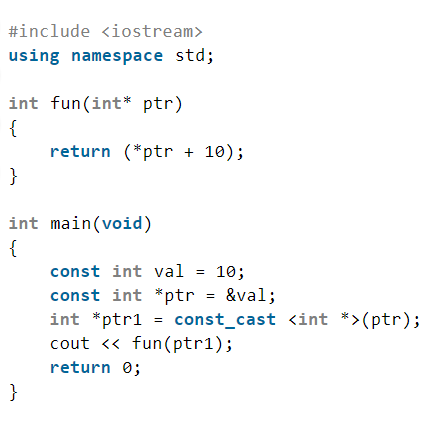 #include <iostream>
using namespace std;
int fun(int* ptr)
{
    return (*ptr + 10);
}
int main(void)
{
    const int val = 10;
    const int *ptr = &val;
    int *ptr1 = const_cast <int *>(ptr);
    cout << fun(ptr1);
    return 0;
}